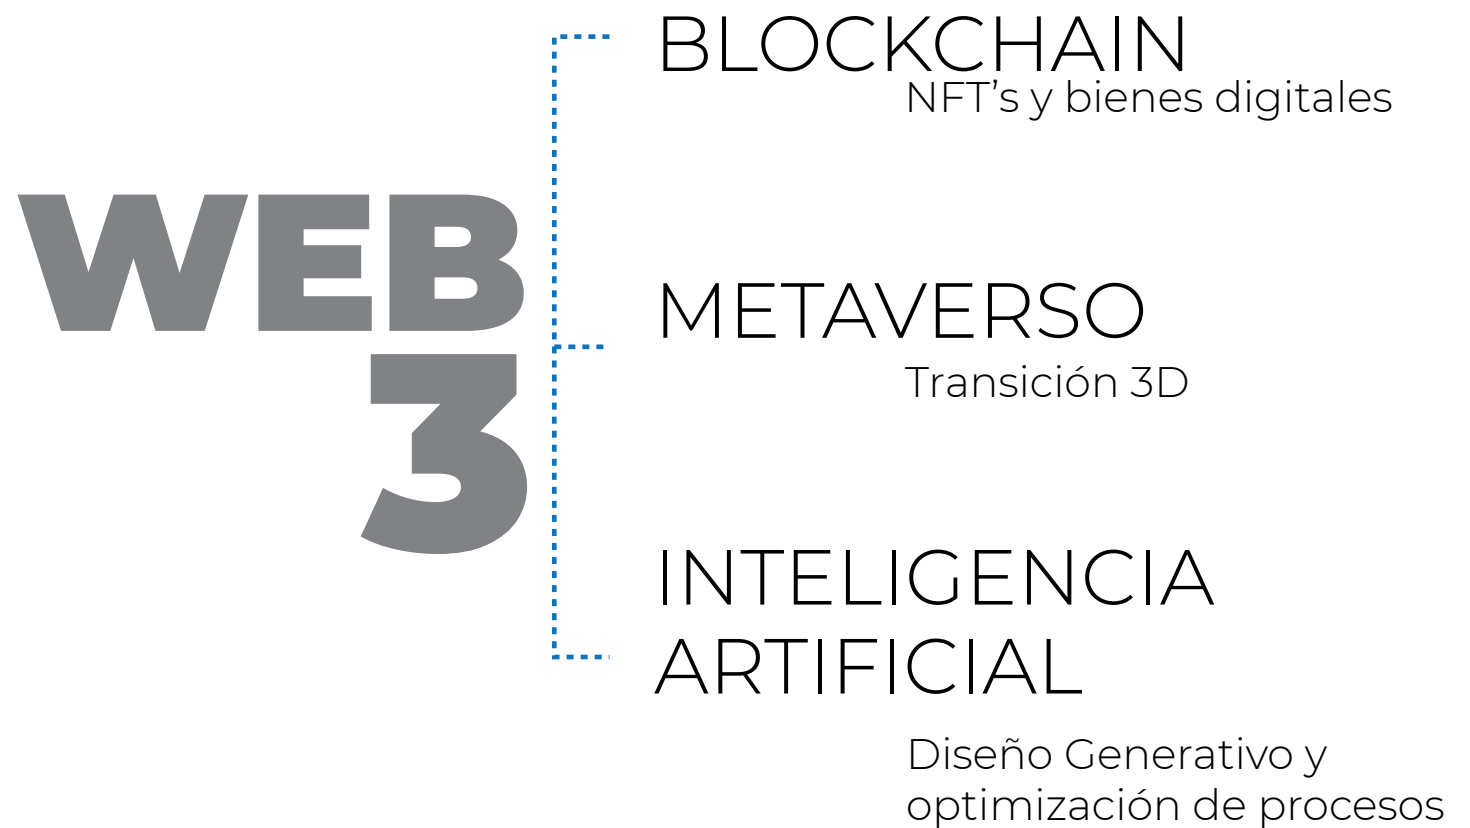 WEB
3
BLOCKCHAIN
NFT’s y bienes digitales
METAVERSO
Transición 3D
INTELIGENCIA
ARTIFICIAL
Diseño Generativo y
optimización de procesos